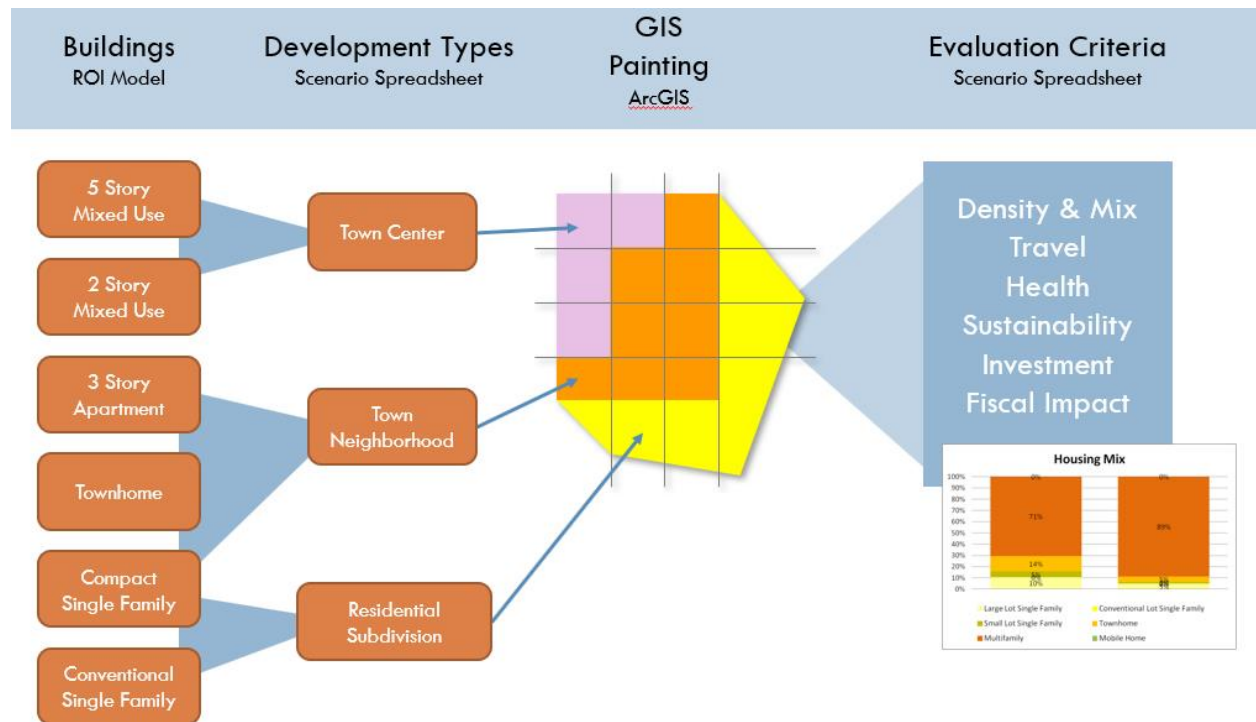 Buildings
ROI Model
Development Types
Scenario Spreadsheet
GIS
Painting
ArcGIS
Evaluation Criteria
Scenario Spreadsheet
5 Story
Mixed Use
2 Story
Mixed Use
3 Story
Apartment
Townhome
Compact
Single Family
Conventional
Single Family
Town Center
Town
Neighborhood
Residential
Subdivision
Density & Mix
Travel
Health
Sustainability
Investment
Fiscal Impact
Housing Mix
100%
90%
80%
70%
60%
50%
40%
30%
20%
10%
0%
0%
71%
14%
10%
0%
89%
Large Lot Single Family
Conventional Lot Single Family
Small Lot Single Family
Townhome
Multifamily
Mobile Home